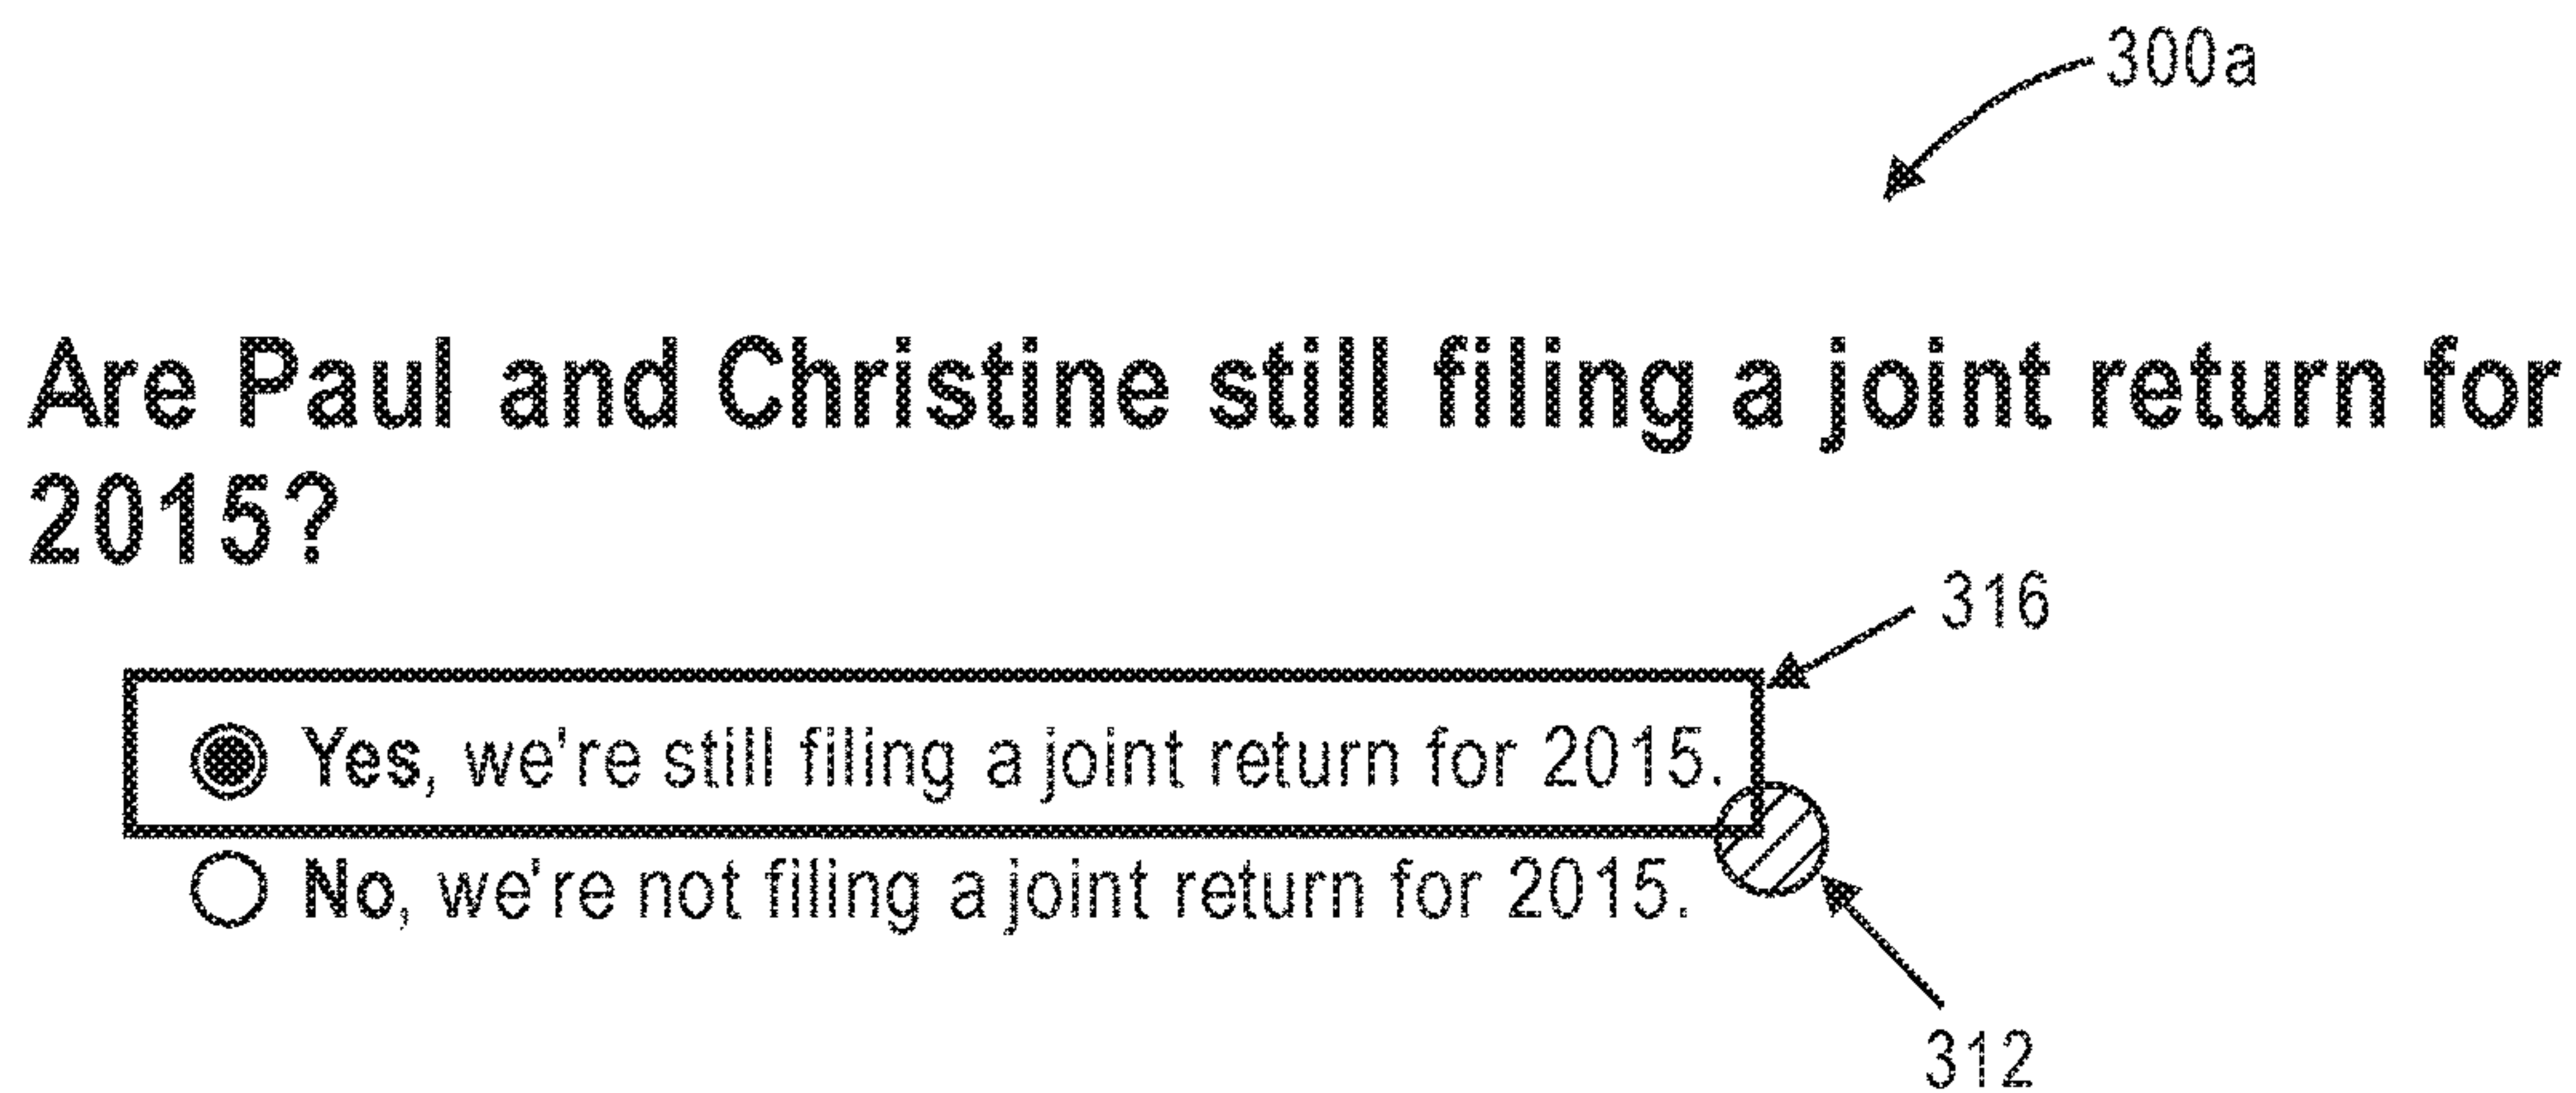 300a
Are Paul and Christine still filing a joint return for
2015?
316
Yes, we're still filing a joint return for 2015.
No, we're not filing a joint return for 2015.
312